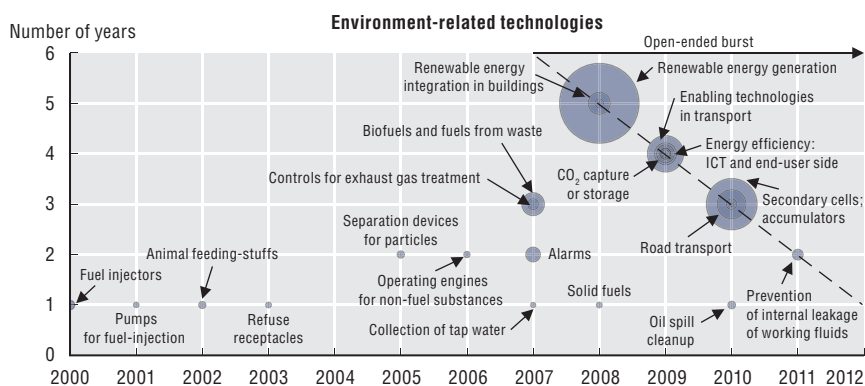 Environment-related technologies
Number of years
Open-ended burst
6
5
4
3
2
1
0
Renewable energy
integration in buildings
Renewable energy generation
Enabling technologies
in transport
Biofuels and fuels from waste
Energy efficiency:
ICT and end-user side
Controls for exhaust gas treatment
CO₂ capture
or storage
Secondary cells;
accumulators
Separation devices
for particles
Road transport
Animal feeding-stuffs
Alarms
Fuel injectors
Operating engines
for non-fuel substances
Solid fuels
Prevention
of internal leakage
of working fluids
Pumps
for fuel-injection
Refuse
receptacles
Collection of tap water
Oil spill
cleanup
2000 2001 2002 2003 2004 2005 2006 2007 2008 2009 2010 2011 2012